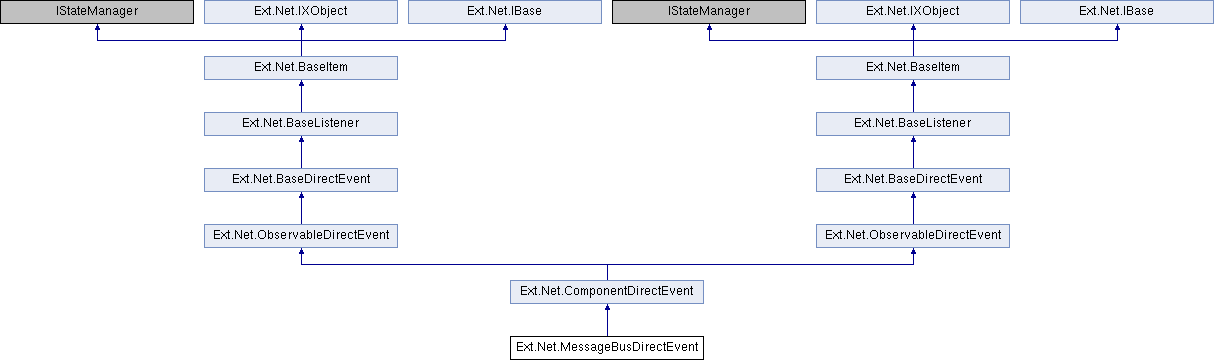 IStateManager
Ext.Net.IXObject
Ext.Net.IBase
IStateManager
Ext.Net.IXObject
Ext.Net.IBase
Ext.Net.BaseItem
Ext.Net.BaseItem
Ext.Net.BaseListener
Ext.Net.BaseListener
Ext.Net.BaseDirectEvent
Ext.Net.BaseDirectEvent
Ext.Net.ObservableDirectEvent
Ext.Net.ObservableDirectEvent
Ext.Net.ComponentDirectEvent
Ext.Net.MessageBusDirectEvent